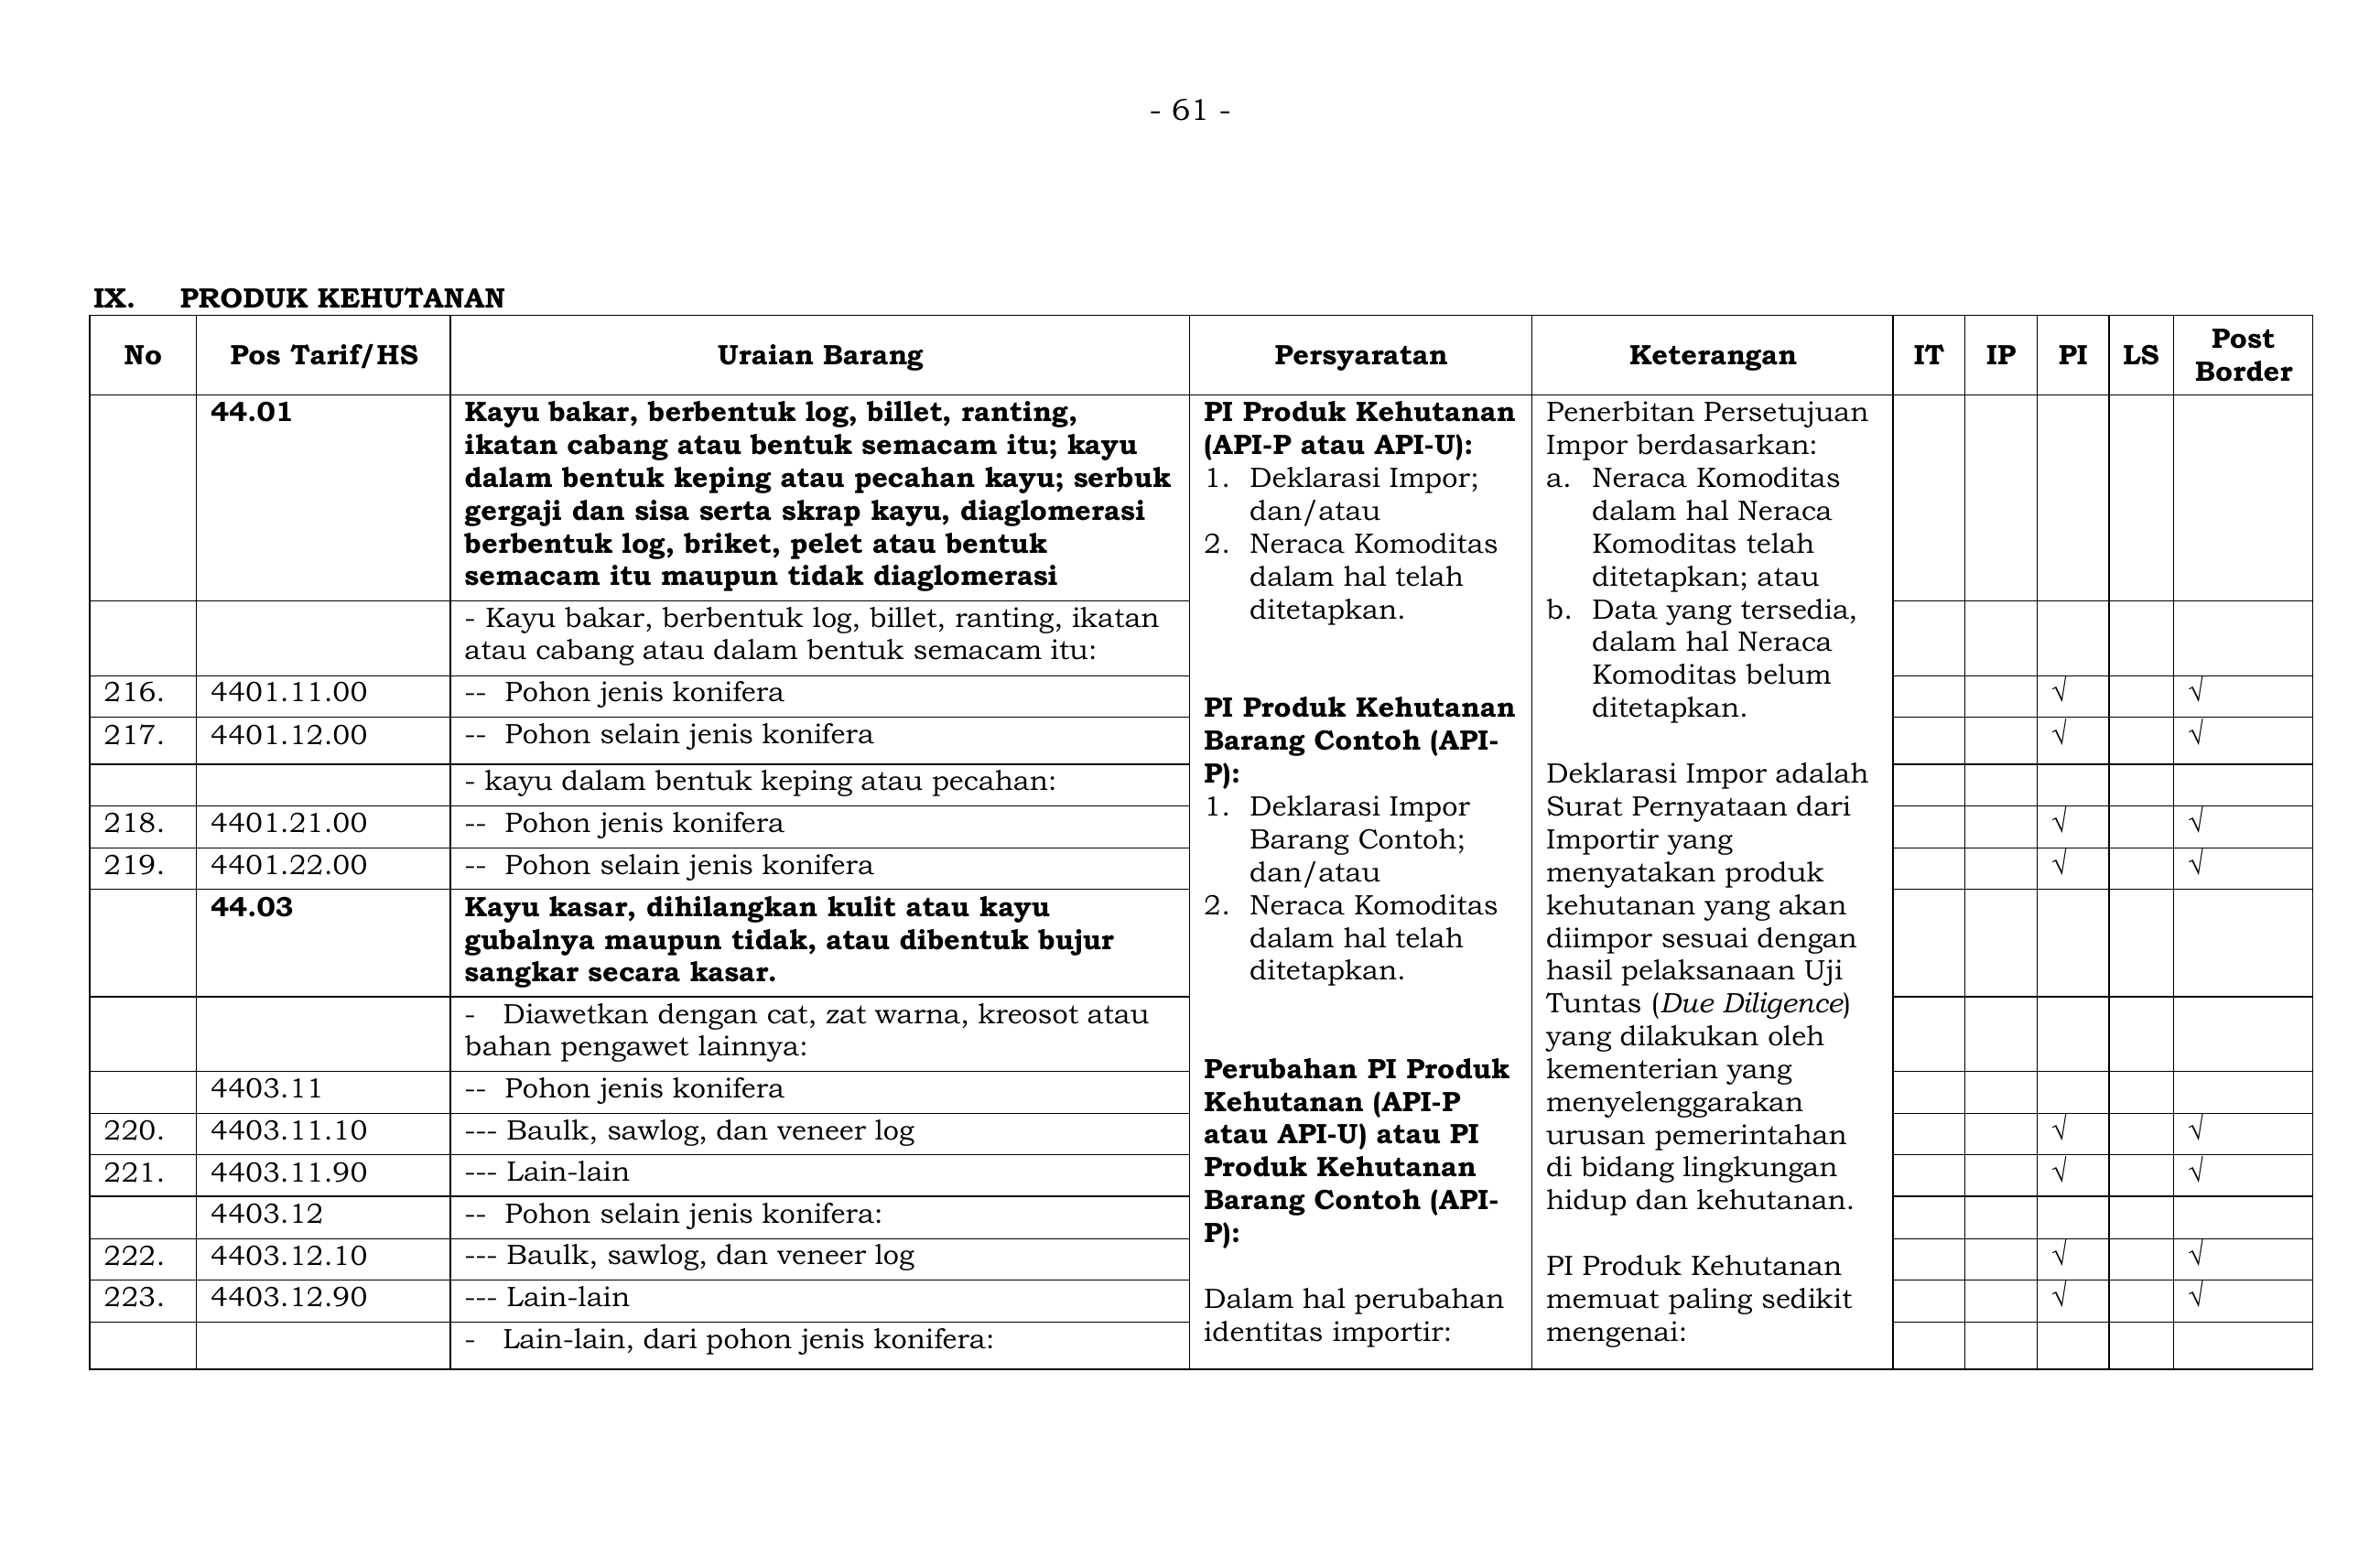 - 61 -
IX. PRODUK KEHUTANAN
No Pos Tarif/HS Uraian Barang Persyaratan Keterangan IT IP PI LS Post Border
44.01
Kayu bakar, berbentuk log, billet, ranting,
ikatan cabang atau bentuk semacam itu; kayu
dalam bentuk keping atau pecahan kayu; serbuk
gergaji dan sisa serta skrap kayu, diaglomerasi
berbentuk log, briket, pelet atau bentuk
semacam itu maupun tidak diaglomerasi
- Kayu bakar, berbentuk log, billet, ranting, ikatan
atau cabang atau dalam bentuk semacam itu:
216. 4401.11.00 -- Pohon jenis konifera √ √
217. 4401.12.00 -- Pohon selain jenis konifera √ √
- kayu dalam bentuk keping atau pecahan:
218. 4401.21.00 -- Pohon jenis konifera √ √
219. 4401.22.00 -- Pohon selain jenis konifera √ √
44.03
Kayu kasar, dihilangkan kulit atau kayu
gubalnya maupun tidak, atau dibentuk bujur
sangkar secara kasar.
- Diawetkan dengan cat, zat warna, kreosot atau
bahan pengawet lainnya:
4403.11 -- Pohon jenis konifera
220. 4403.11.10 --- Baulk, sawlog, dan veneer log √ √
221. 4403.11.90 --- Lain-lain √ √
4403.12 -- Pohon selain jenis konifera:
222. 4403.12.10 --- Baulk, sawlog, dan veneer log √ √
223. 4403.12.90 --- Lain-lain √ √
- Lain-lain, dari pohon jenis konifera:
PI Produk Kehutanan
(API-P atau API-U):
1. Deklarasi Impor;
dan/atau
2. Neraca Komoditas
dalam hal telah
ditetapkan.
PI Produk Kehutanan
Barang Contoh (API-
P):
1. Deklarasi Impor
Barang Contoh;
dan/atau
2. Neraca Komoditas
dalam hal telah
ditetapkan.
Perubahan PI Produk
Kehutanan (API-P
atau API-U) atau PI
Produk Kehutanan
Barang Contoh (API-
P):
Dalam hal perubahan
identitas importir:
Penerbitan Persetujuan
Impor berdasarkan:
a. Neraca Komoditas
dalam hal Neraca
Komoditas telah
ditetapkan; atau
b. Data yang tersedia,
dalam hal Neraca
Komoditas belum
ditetapkan.
Deklarasi Impor adalah
Surat Pernyataan dari
Importir yang
menyatakan produk
kehutanan yang akan
diimpor sesuai dengan
hasil pelaksanaan Uji
Tuntas (Due Diligence)
yang dilakukan oleh
kementerian yang
menyelenggarakan
urusan pemerintahan
di bidang lingkungan
hidup dan kehutanan.
PI Produk Kehutanan
memuat paling sedikit
mengenai: